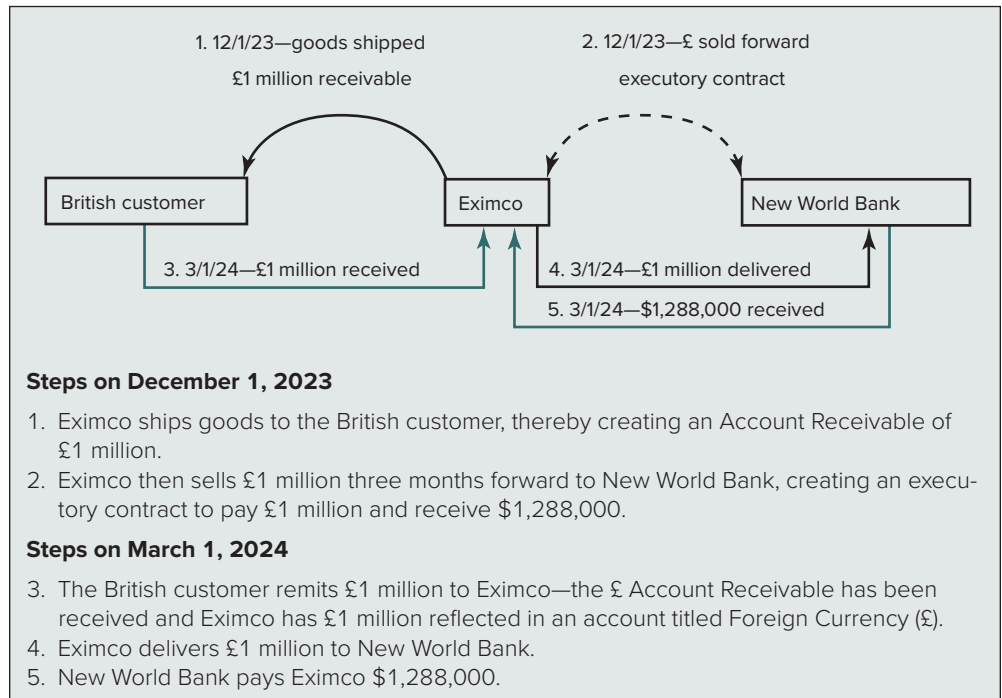 1. 12/1/23—goods shipped
£1 million receivable
2. 12/1/23—£ sold forward
executory contract
British customer
Eximco
New World Bank
3. 3/1/24—£1 million received
4. 3/1/24—£1 million delivered
5. 3/1/24—$1,288,000 received
Steps on December 1, 2023
1. Eximco ships goods to the British customer, thereby creating an Account Receivable of
£1 million.
2. Eximco then sells £1 million three months forward to New World Bank, creating an execu-
tory contract to pay £1 million and receive $1,288,000.
Steps on March 1, 2024
3. The British customer remits £1 million to Eximco—the £ Account Receivable has been
received and Eximco has £1 million reflected in an account titled Foreign Currency (£).
4. Eximco delivers £1 million to New World Bank.
5. New World Bank pays Eximco $1,288,000.